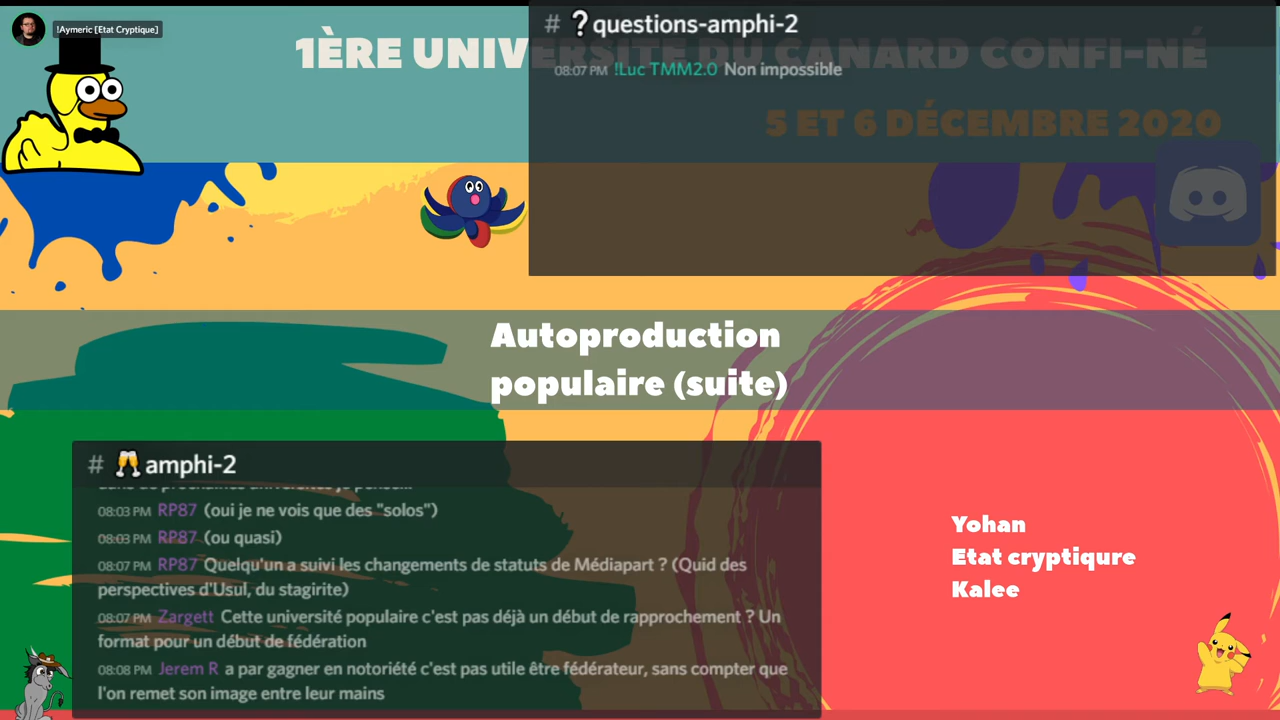 !Aymeric [Etat Cryptique]
# ❓questions-amphi-2
1ÈRE UNIVERSITÉ DU CANARD CONFI-NÉ
08:07 PM !Luc TMM2.0 Non impossible
5 ET 6 DÉCEMBRE 2020
Autoproduction
populaire (suite)
# 🥂amphi-2
08:03 PM RP87 (oui je ne vois que des "solos")
08:03 PM RP87 (ou quasi)
08:07 PM RP87 Quelqu'un a suivi les changements de statuts de Médiapart ? (Quid des
perspectives d'Usul, du stagirite)
08:07 PM Zargett Cette université populaire c'est pas déjà un début de rapprochement ? Un
format pour un début de fédération
08:08 PM Jerem R a par gagner en notoriété c'est pas utile être fédérateur, sans compter que
l'on remet son image entre leur mains
Yohan
Etat cryptiqure
Kalee